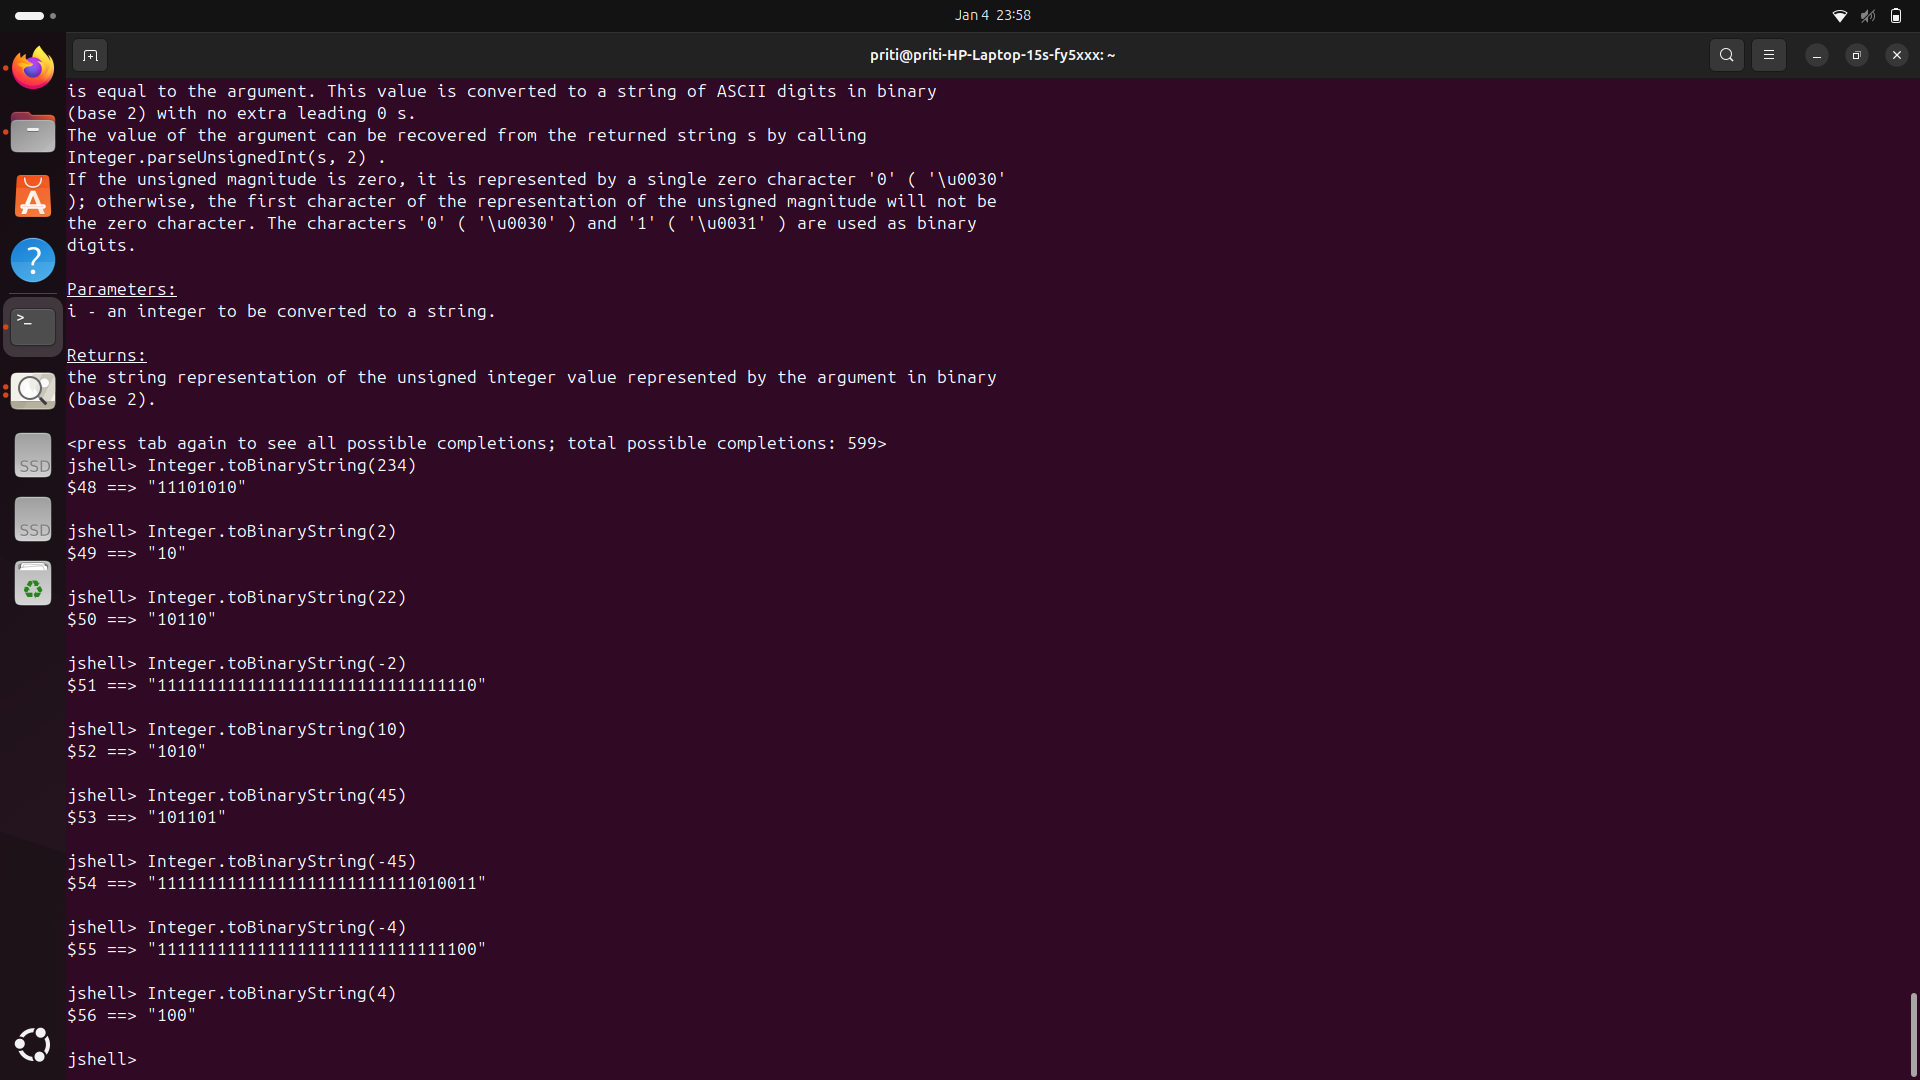 Jan 4 23:58
priti@priti-HP-Laptop-15s-fy5xxx: ~
is equal to the argument. This value is converted to a string of ASCII digits in binary
(base 2) with no extra leading 0 s.
The value of the argument can be recovered from the returned string s by calling
Integer.parseUnsignedInt(s, 2) .
If the unsigned magnitude is zero, it is represented by a single zero character '0' ( '\u0030'
); otherwise, the first character of the representation of the unsigned magnitude will not be
the zero character. The characters '0' ( '\u0030' ) and '1' ( '\u0031' ) are used as binary
digits.
Parameters:
i - an integer to be converted to a string.
Returns:
the string representation of the unsigned integer value represented by the argument in binary
(base 2).
<press tab again to see all possible completions; total possible completions: 599>
jshell> Integer.toBinaryString(234)
$48 ==> "11101010"
jshell> Integer.toBinaryString(2)
$49 ==> "10"
jshell> Integer.toBinaryString(22)
$50 ==> "10110"
jshell> Integer.toBinaryString(-2)
$51 ==> "11111111111111111111111111111110"
jshell> Integer.toBinaryString(10)
$52 ==> "1010"
jshell> Integer.toBinaryString(45)
$53 ==> "101101"
jshell> Integer.toBinaryString(-45)
$54 ==> "11111111111111111111111111010011"
jshell> Integer.toBinaryString(-4)
$55 ==> "11111111111111111111111111111100"
jshell> Integer.toBinaryString(4)
$56 ==> "100"
jshell>
?
>_
SSD
SSD